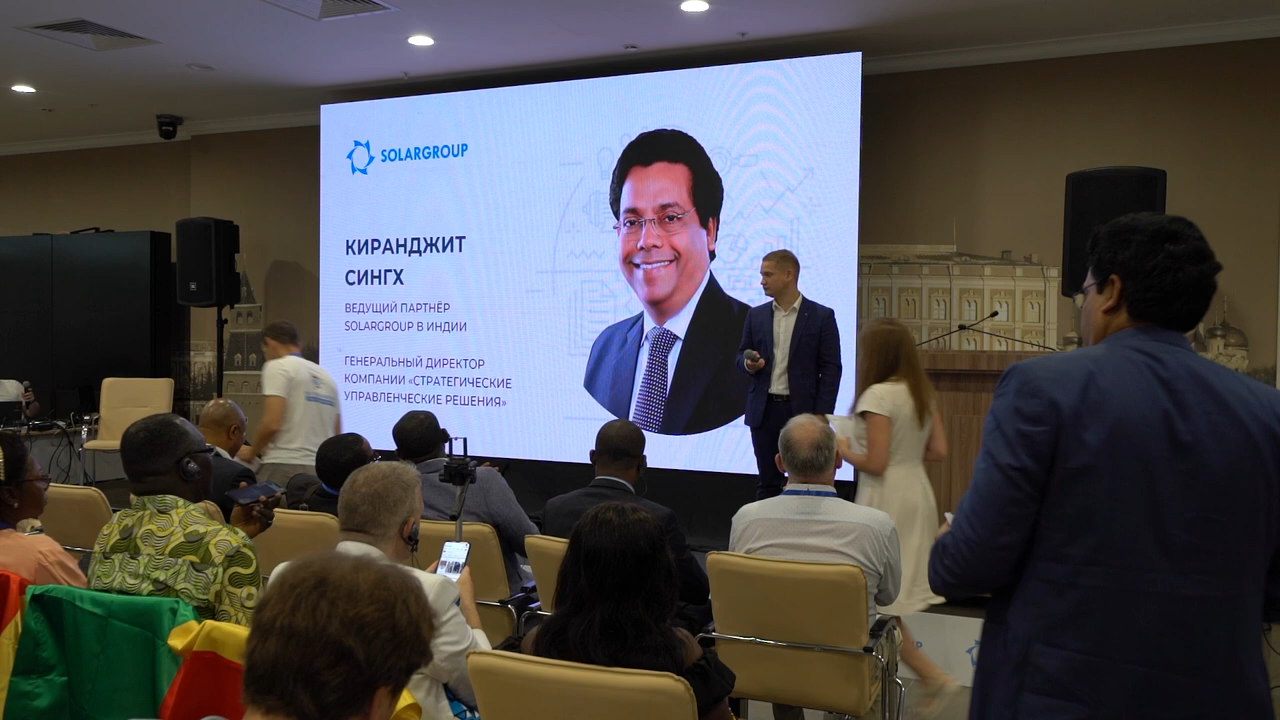 SOLARGROUP
КИРАНДЖИТ
СИНГХ
ВЕДУЩИЙ ПАРТНЁР
SOLARGROUP В ИНДИИ
ГЕНЕРАЛЬНЫЙ ДИРЕКТОР
КОМПАНИИ «СТРАТЕГИЧЕСКИЕ
УПРАВЛЕНЧЕСКИЕ РЕШЕНИЯ»